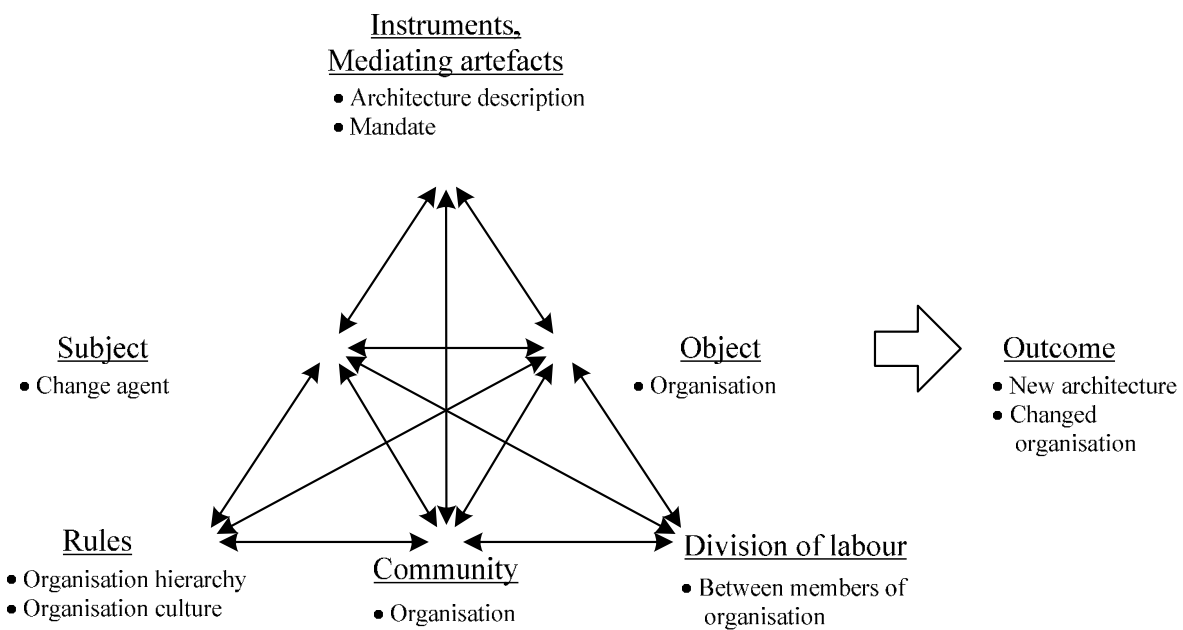 Instruments,
Mediating artefacts
• Architecture description
• Mandate
Subject
• Change agent
Object
• Organisation
Outcome
• New architecture
• Changed
organisation
Rules
• Organisation hierarchy
• Organisation culture
Community
• Organisation
Division of labour
• Between members of
organisation